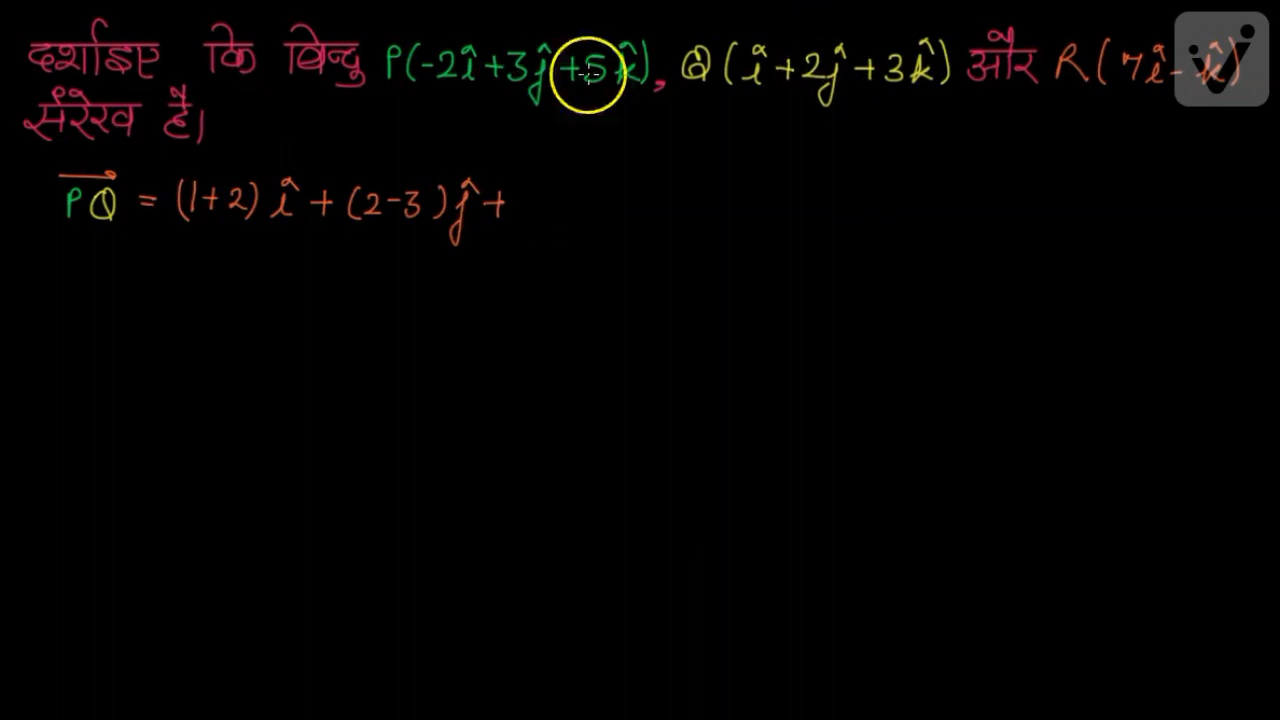 दर्शाइए कि बिन्दु P(-2î+3ĵ+5k̂), Q(î+2ĵ+3k̂) और R(7î-k̂)
संरेख है।
PQ⃗ = (1+2)î+(2-3)ĵ+